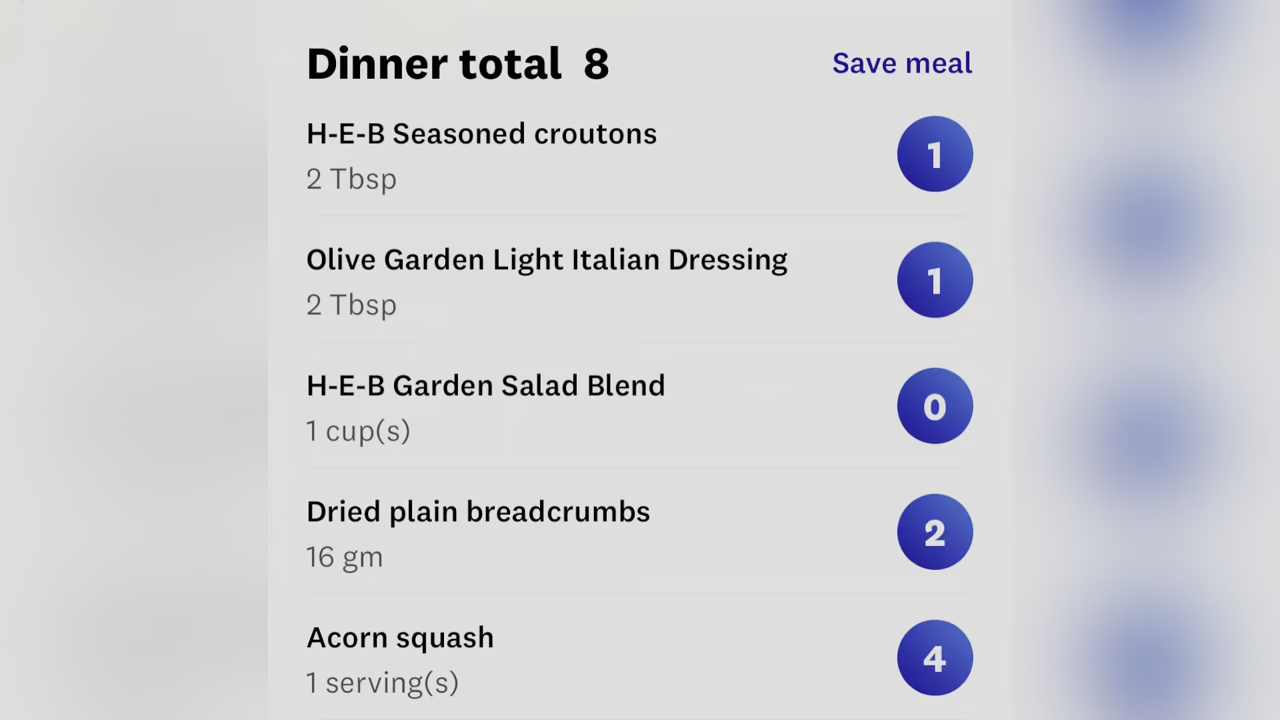 Dinner total 8
Save meal
H-E-B Seasoned croutons
2 Tbsp
1
Olive Garden Light Italian Dressing
2 Tbsp
1
H-E-B Garden Salad Blend
1 cup(s)
0
Dried plain breadcrumbs
16 gm
2
Acorn squash
1 serving(s)
4